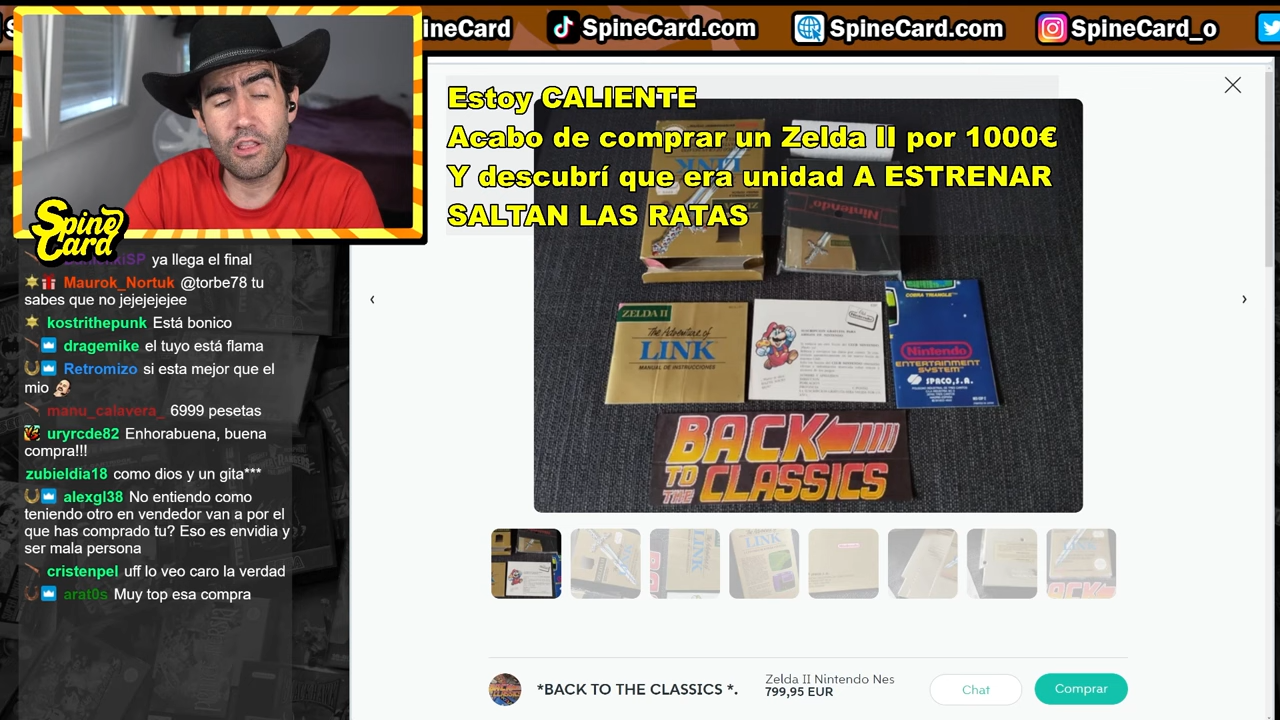 ineCard
SpineCard.com
SpineCard.com
SpineCard_o
Estoy CALIENTE
Acabo de comprar un Zelda II por 1000€
Y descubrí que era unidad A ESTRENAR
SALTAN LAS RATAS
Spine
Card
ya llega el final
Maurok_Nortuk @torbe78 tu
sabes que no jejejejejee
kostrithepunk Está bonico
dragemike el tuyo está flama
Retromizo si esta mejor que el
mio
manu_calavera_ 6999 pesetas
uryrcde82 Enhorabuena, buena
compra!!!
zubieldia18 como dios y un gita***
alexgl38 No entiendo como
teniendo otro en vendedor van a por el
que has comprado tu? Eso es envidia y
ser mala persona
cristenpel uff lo veo caro la verdad
arat0s Muy top esa compra
LINK
Nintendo
ZELDA II
The Adventure of
LINK
MANUAL DE INSTRUCCIONES
COBRA TRIANGLE
Nintendo
ENTERTAINMENT
SYSTEM
SPACO, S.A.
BACK
TO
THE CLASSICS
*BACK TO THE CLASSICS *.
Zelda II Nintendo Nes
799,95 EUR
Chat
Comprar